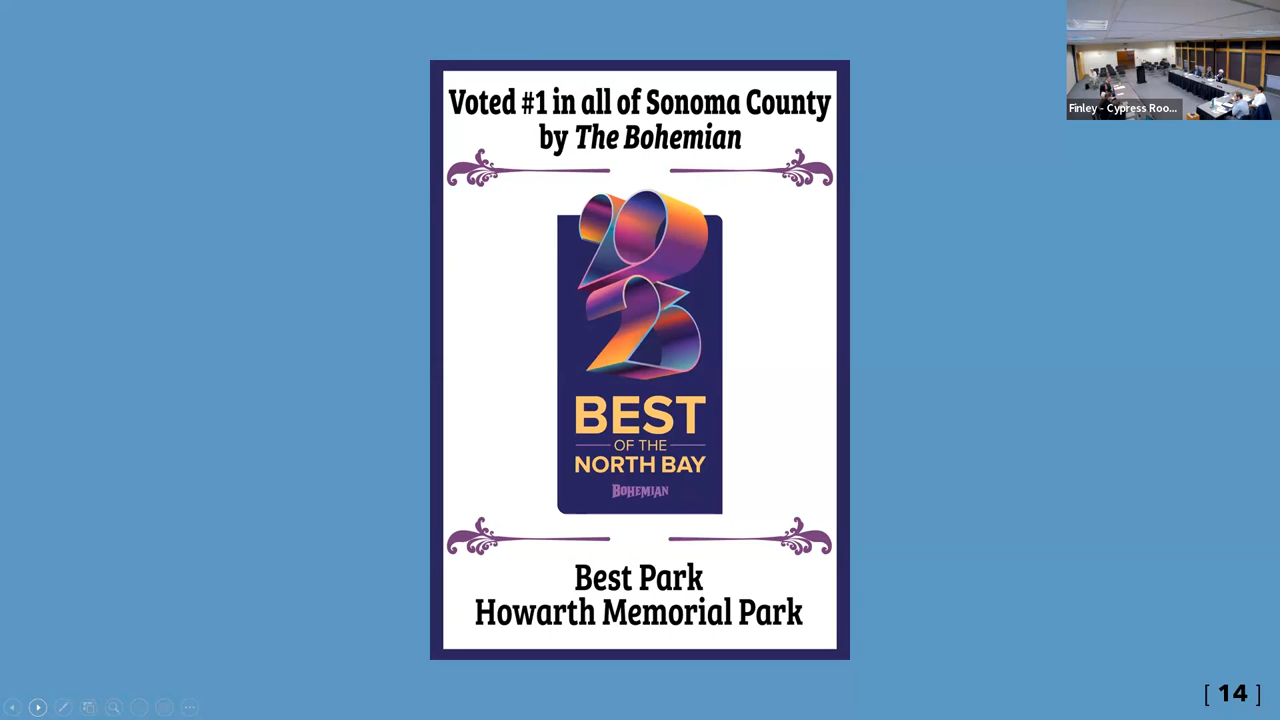 Voted #1 in all of Sonoma County
by The Bohemian
2023
BEST
OF THE
NORTH BAY
BOHEMIAN
Best Park
Howarth Memorial Park
Finley - Cypress Roo...
[ 14 ]